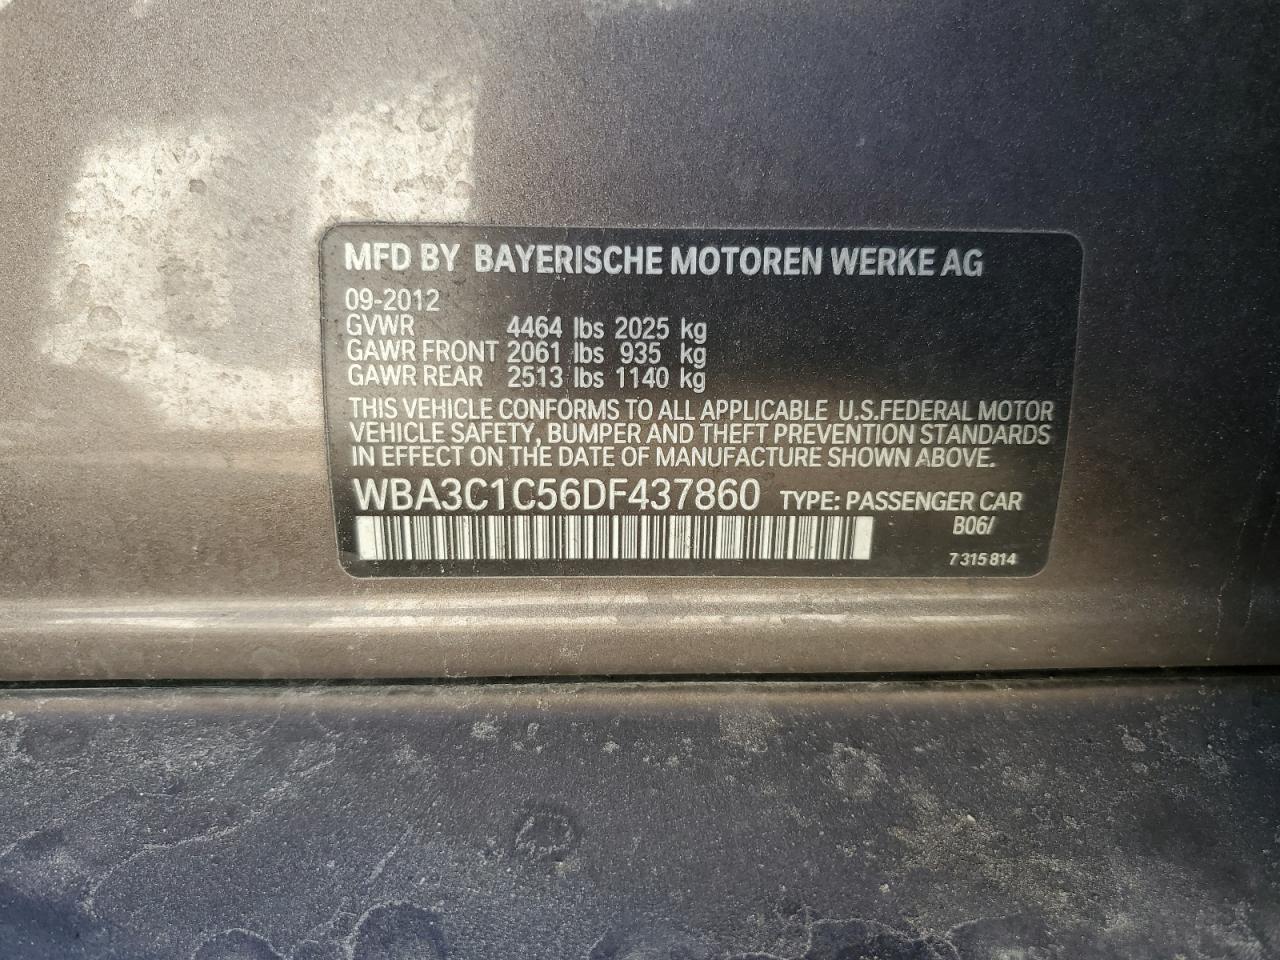 MFD BY BAYERISCHE MOTOREN WERKE AG
09-2012
GVWR 4464 lbs 2025 kg
GAWR FRONT 2061 lbs 935 kg
GAWR REAR 2513 lbs 1140 kg
THIS VEHICLE CONFORMS TO ALL APPLICABLE U.S.FEDERAL MOTOR
VEHICLE SAFETY, BUMPER AND THEFT PREVENTION STANDARDS
IN EFFECT ON THE DATE OF MANUFACTURE SHOWN ABOVE.
WBA3C1C56DF437860 TYPE: PASSENGER CAR
B06/
7 315 814